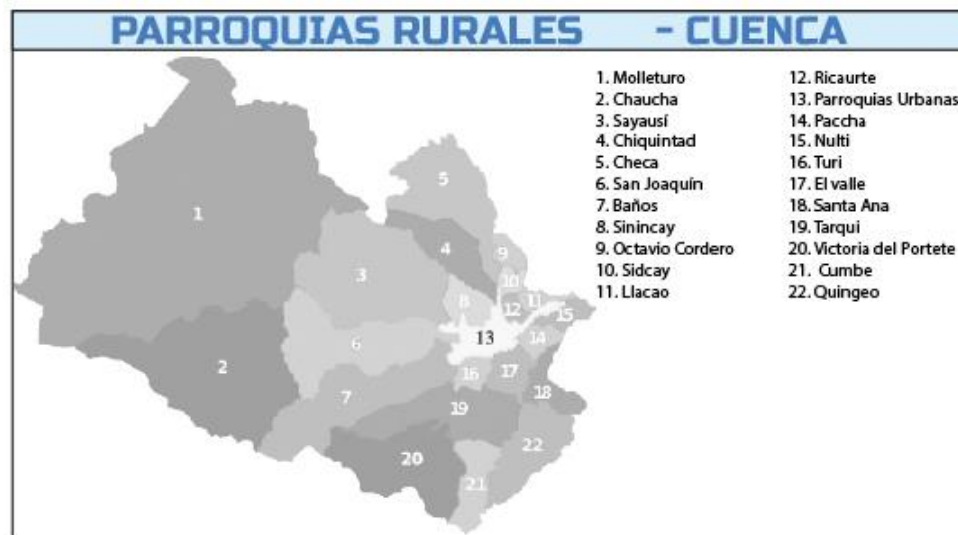 PARROQUIAS RURALES - CUENCA
1. Molleturo
2. Chaucha
3. Sayausí
4. Chiquintad
5. Checa
6. San Joaquín
7. Baños
8. Sinincay
9. Octavio Cordero
10. Sidcay
11. Llacao
12. Ricaurte
13. Parroquias Urbanas
14. Paccha
15. Nulti
16. Turi
17. El valle
18. Santa Ana
19. Tarqui
20. Victoria del Portete
21. Cumbe
22. Quingeo
5
1
4
9
3
10
8
11
12
15
13
14
6
2
16
17
7
18
19
22
20
21